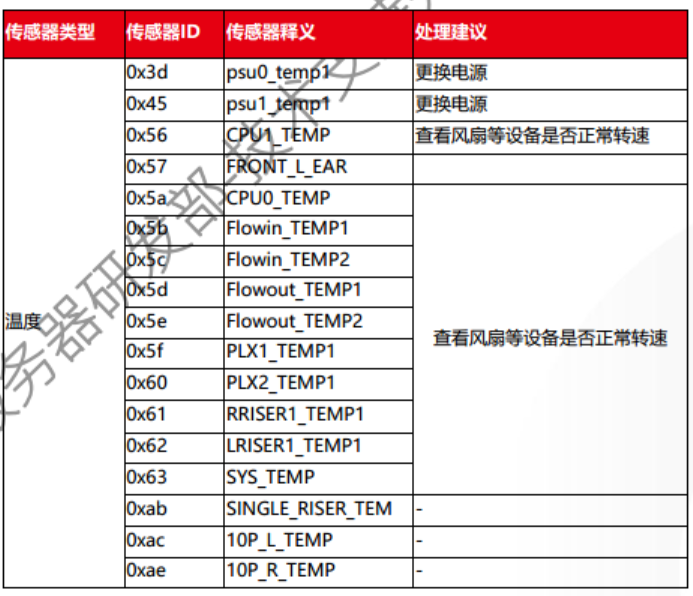 传感器类型 传感器ID 传感器释义 处理建议
0x3d psu0_temp1 更换电源
0x45 psu1_temp1 更换电源
0x56 CPU1_TEMP 查看风扇等设备是否正常转速
0x57 FRONT_L_EAR
0x5a CPU0_TEMP
0x5b Flowin_TEMP1
0x5c Flowin_TEMP2
0x5d Flowout_TEMP1
温度 0x5e Flowout_TEMP2
查看风扇等设备是否正常转速
0x5f PLX1_TEMP1
0x60 PLX2_TEMP1
0x61 RRISER1_TEMP1
0x62 LRISER1_TEMP1
0x63 SYS_TEMP
0xab SINGLE_RISER_TEM -
0xac 10P_L_TEMP -
0xae 10P_R_TEMP -
务器研发部-技术支